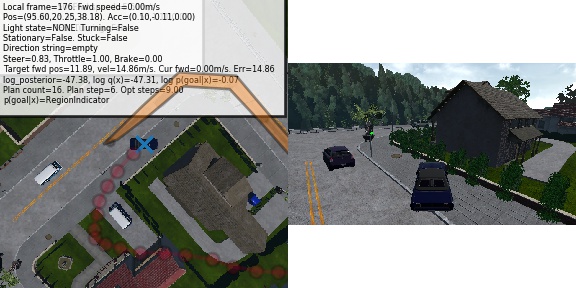 Local frame=176. Fwd speed=0.00m/s
Pos=(95.60,20.25,38.18). Acc=(0.10,-0.11,0.00)
Light state=NONE. Turning=False
Stationary=False. Stuck=False
Direction string=empty
Steer=0.83, Throttle=1.00, Brake=0.00
Target fwd pos=11.89, vel=14.86m/s. Cur fwd=0.00m/s. Err=14.86
log_posterior=-47.38, log q(x)=-47.31, log p(goal|x)=-0.07
Plan count=16. Plan step=6. Opt steps=9.00
p(goal|x)=RegionIndicator